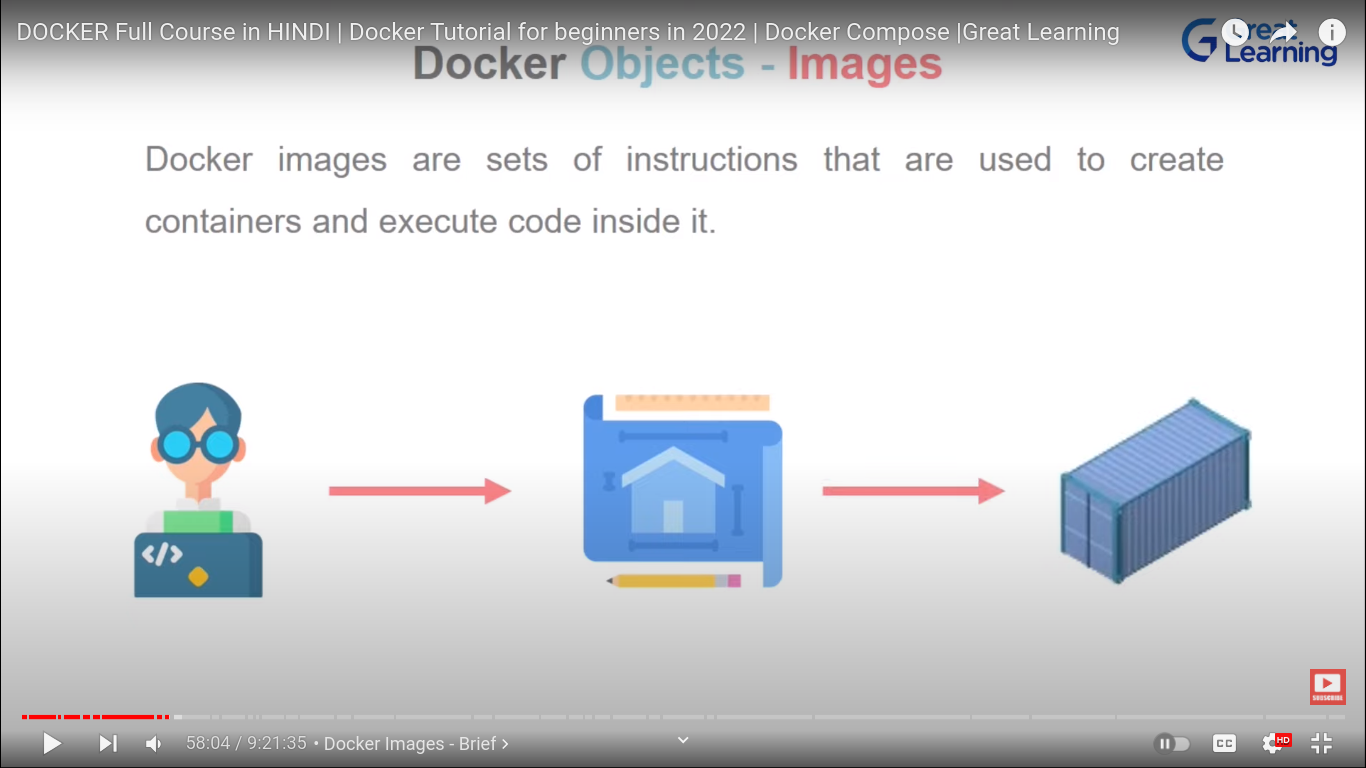 DOCKER Full Course in HINDI | Docker Tutorial for beginners in 2022 | Docker Compose |Great Learning
Great
Learning
Docker Objects - Images
Docker images are sets of instructions that are used to create
containers and execute code inside it.
</>
SUBSCRIBE
58:04 / 9:21:35 • Docker Images - Brief >
CC
HD